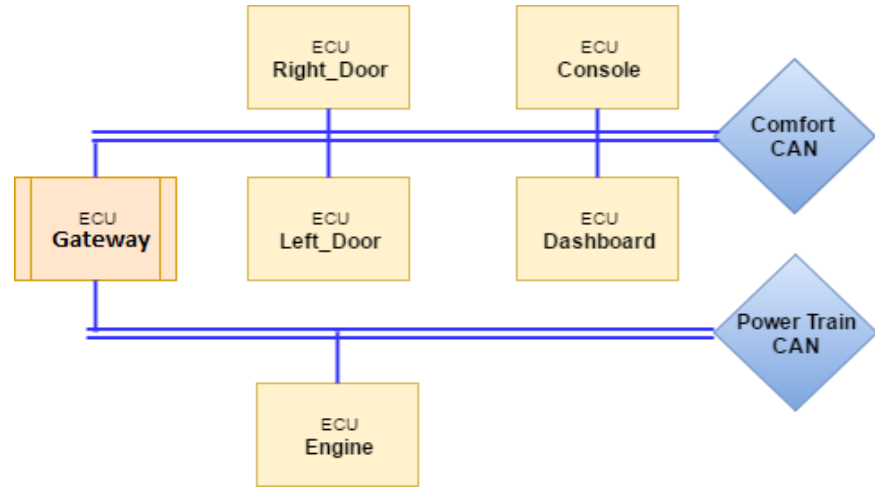 ECU
Right_Door
ECU
Console
Comfort
CAN
ECU
Gateway
ECU
Left_Door
ECU
Dashboard
Power Train
CAN
ECU
Engine